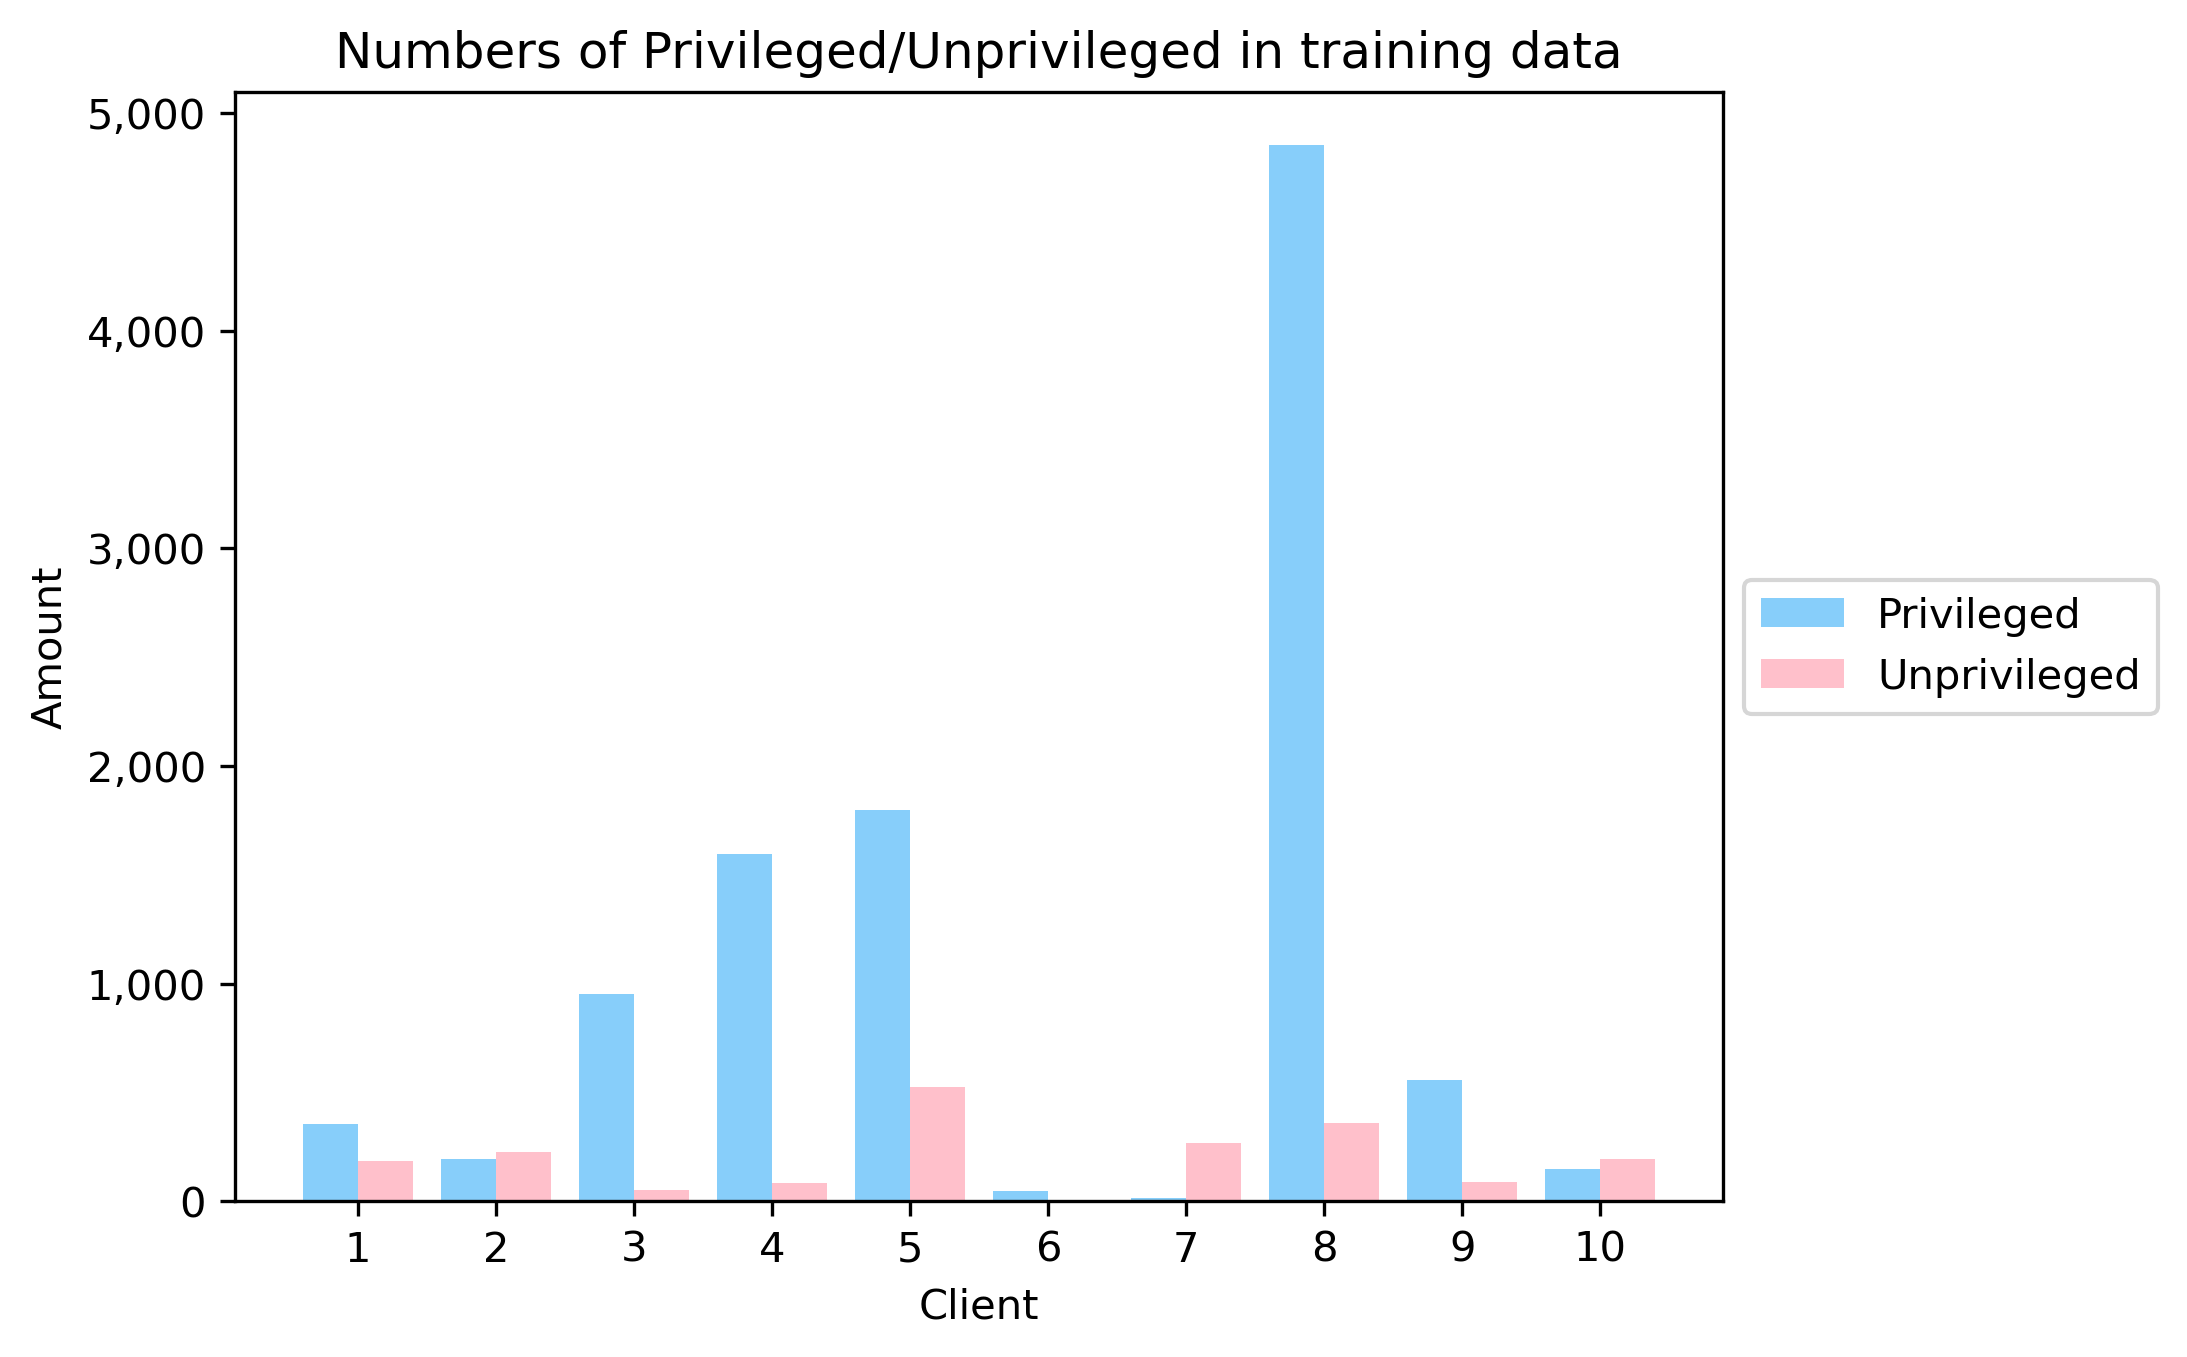 Numbers of Privileged/Unprivileged in training data
5,000
4,000
3,000
2,000
1,000
0
Amount
1 2 3 4 5 6 7 8 9 10
Client
Privileged
Unprivileged